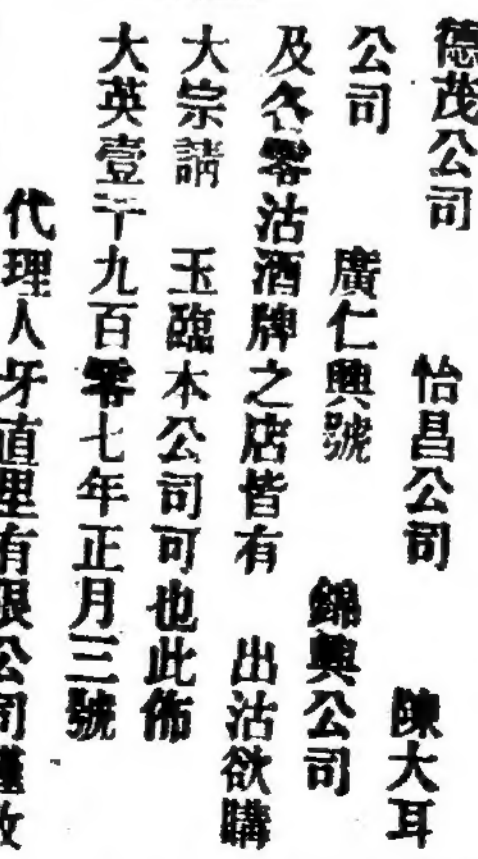 德茂公司 怡昌公司 陳大耳
公司 廣仁興號 錦興公司
及各零沽酒牌之店皆有 出沽欲購
大宗請 玉臨本公司可也此佈
大英壹千九百零七年正月三號
代理人牙直里有限公司謹啟